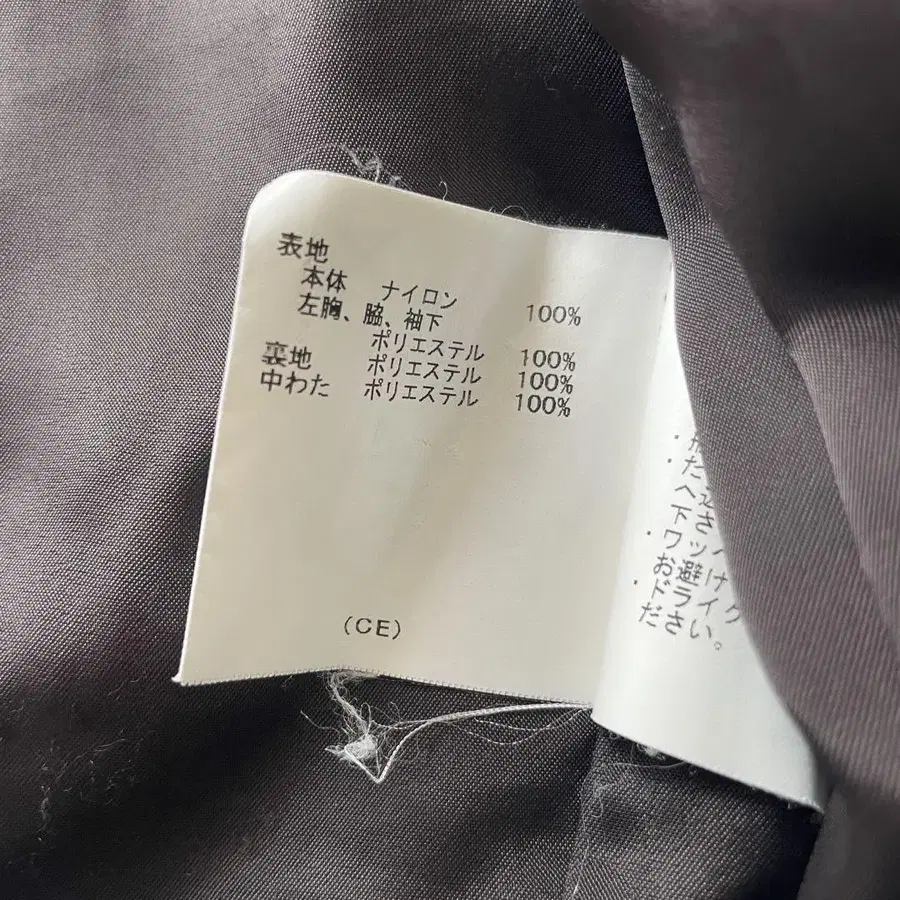 表地
本体 ナイロン 100%
左胸、脇、袖下
ポリエステル 100%
裏地 ポリエステル 100%
中わた ポリエステル 100%
(CE)
・た
へ
下さ
・ワッ
お避け
・ドライク
ださい。